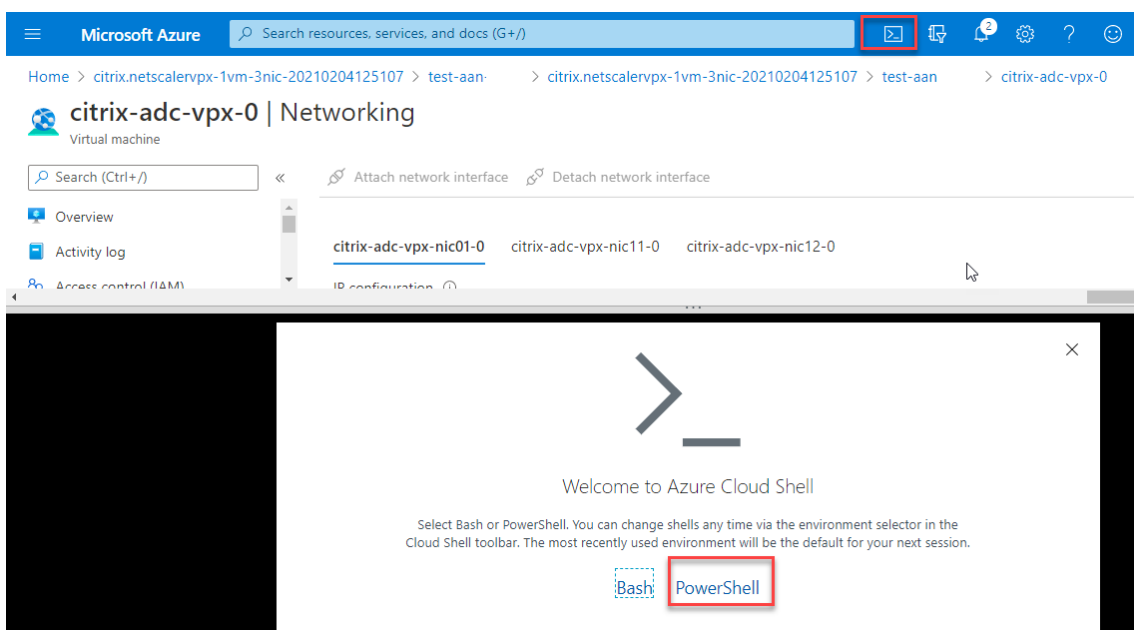 Microsoft Azure
Search resources, services, and docs (G+/)
2
Home > citrix.netscalervpx-1vm-3nic-20210204125107 > test-aan > citrix.netscalervpx-1vm-3nic-20210204125107 > test-aan > citrix-adc-vpx-0
citrix-adc-vpx-0 | Networking
Virtual machine
Search (Ctrl+/)
«
Attach network interface
Detach network interface
Overview
Activity log
citrix-adc-vpx-nic01-0
citrix-adc-vpx-nic11-0
citrix-adc-vpx-nic12-0
Access control (IAM)
IP configuration
Welcome to Azure Cloud Shell
Select Bash or PowerShell. You can change shells any time via the environment selector in the
Cloud Shell toolbar. The most recently used environment will be the default for your next session.
Bash
PowerShell